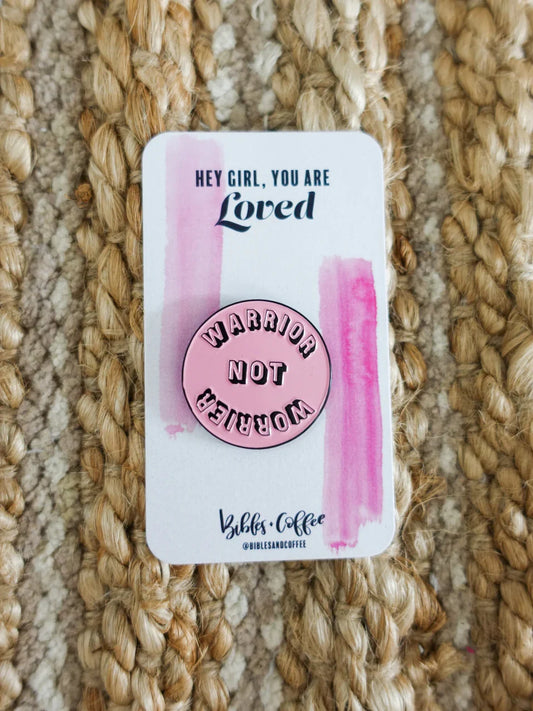 HEY GIRL, YOU ARE
Loved
WARRIOR
NOT
WORRIER
Bibles + Coffee
@BIBLESANDCOFFEE